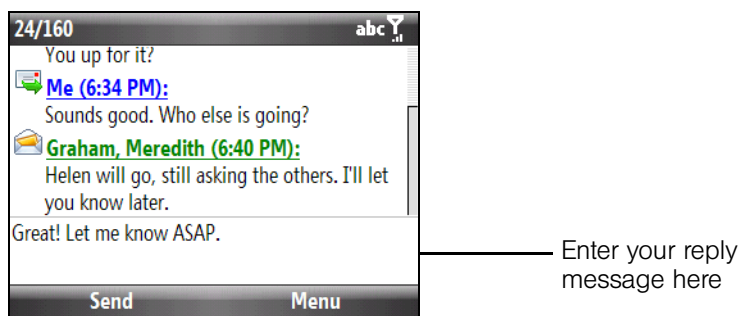 24/160 abc
You up for it?
Me (6:34 PM):
Sounds good. Who else is going?
Graham, Meredith (6:40 PM):
Helen will go, still asking the others. I'll let
you know later.
Great! Let me know ASAP.
Enter your reply
message here
Send Menu